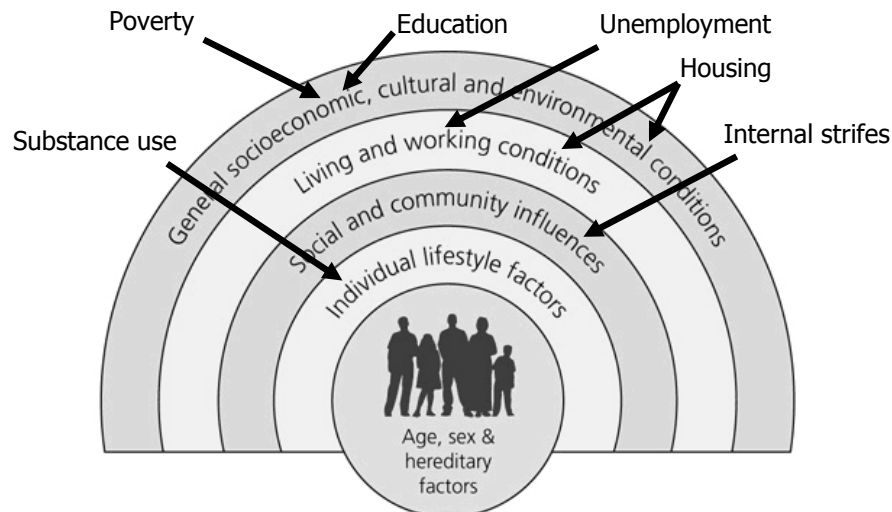 Poverty
Education
Unemployment
Housing
Substance use
Internal strifes
General socioeconomic, cultural and environmental conditions
Living and working conditions
Social and community influences
Individual lifestyle factors
Age, sex &
hereditary
factors